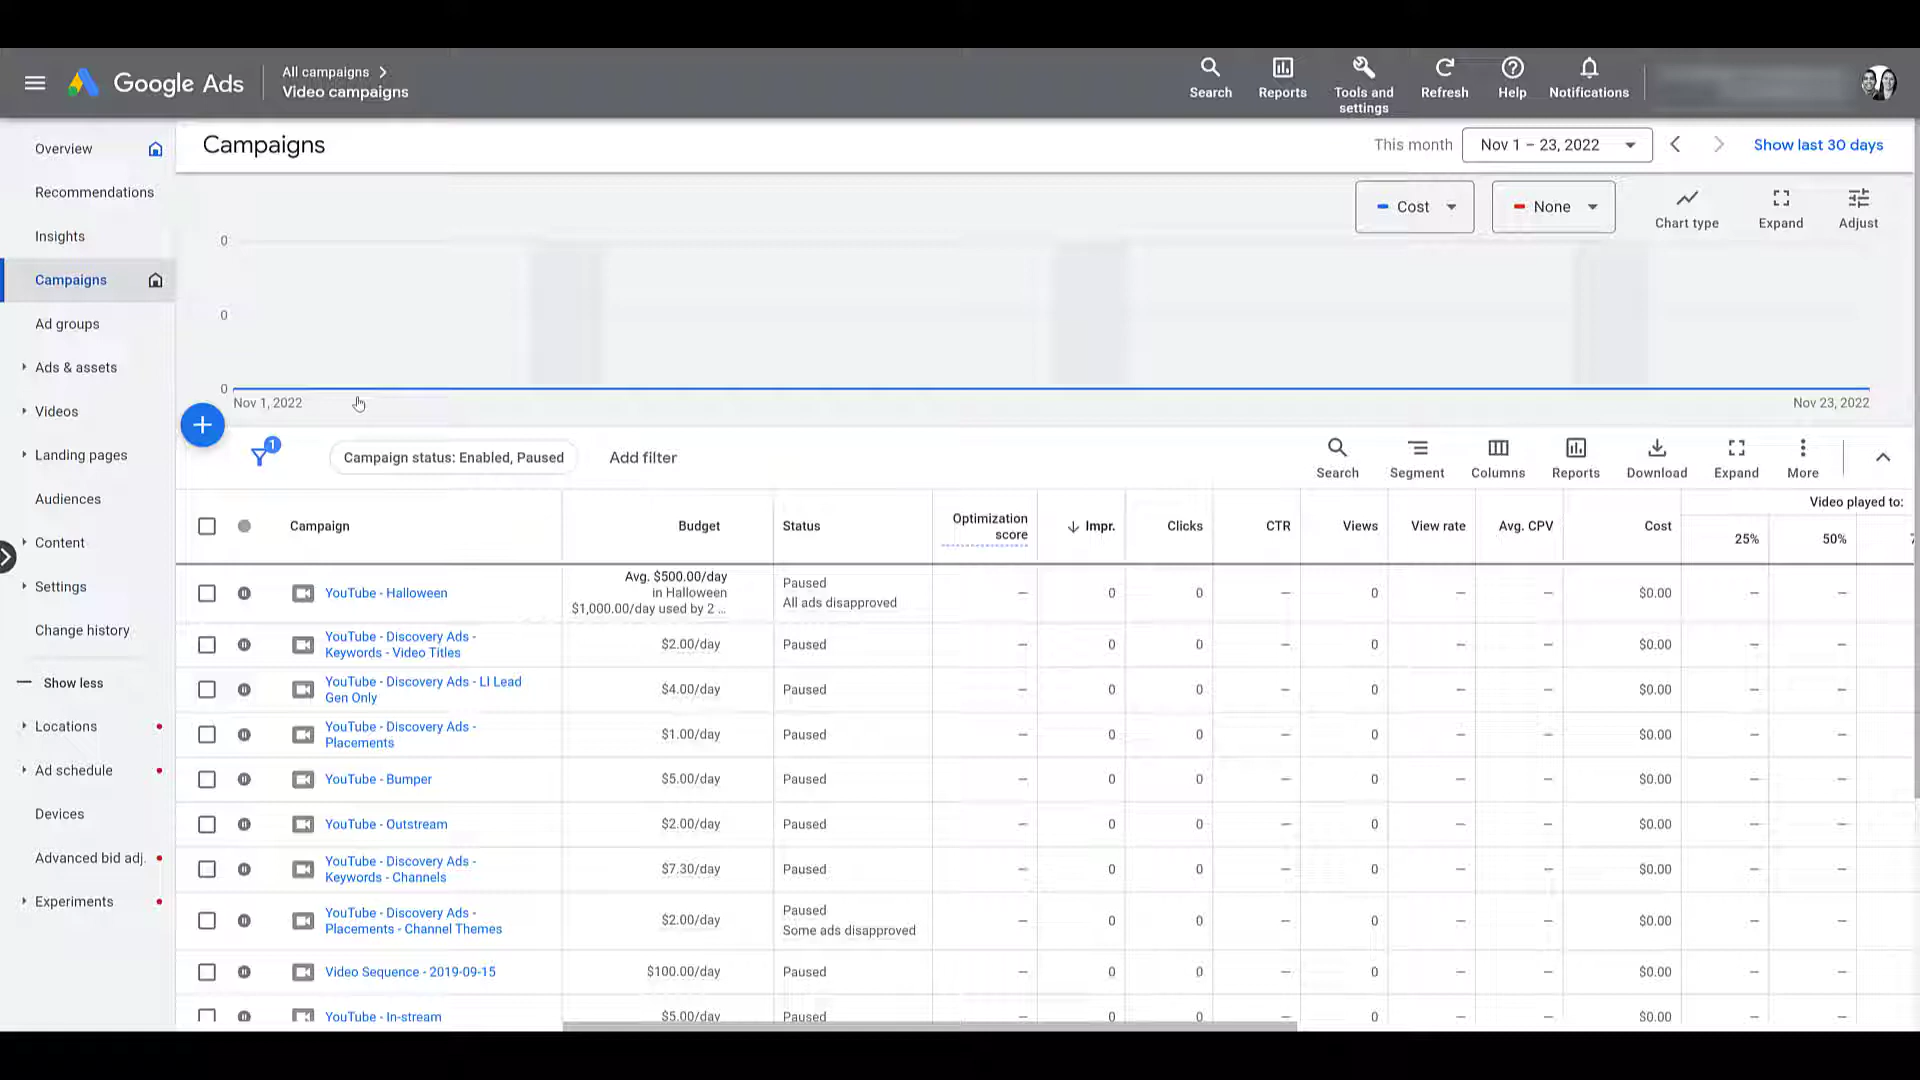 Google Ads
All campaigns
Video campaigns
Search
Reports
Tools and
settings
Refresh
Help
Notifications
Overview
Recommendations
Insights
Campaigns
Ad groups
Ads & assets
Videos
Landing pages
Audiences
Content
Settings
Change history
Show less
Locations
Ad schedule
Devices
Advanced bid adj.
Experiments
Campaigns
This month
Nov 1 – 23, 2022
Show last 30 days
Cost
None
Chart type
Expand
Adjust
0
0
0
Nov 1, 2022
Nov 23, 2022
1
Campaign status: Enabled, Paused
Add filter
Search
Segment
Columns
Reports
Download
Expand
More
Campaign
Budget
Status
Optimization
score
Impr.
Clicks
CTR
Views
View rate
Avg. CPV
Cost
Video played to:
25%
50%
YouTube - Halloween
Avg. $500.00/day
in Halloween
$1,000.00/day used by 2 ...
Paused
All ads disapproved
– 0 0 – 0 – – $0.00 – –
YouTube - Discovery Ads -
Keywords - Video Titles
$2.00/day Paused – 0 0 – 0 – – $0.00 – –
YouTube - Discovery Ads - LI Lead
Gen Only
$4.00/day Paused – 0 0 – 0 – – $0.00 – –
YouTube - Discovery Ads -
Placements
$1.00/day Paused – 0 0 – 0 – – $0.00 – –
YouTube - Bumper $5.00/day Paused – 0 0 – 0 – – $0.00 – –
YouTube - Outstream $2.00/day Paused – 0 0 – 0 – – $0.00 – –
YouTube - Discovery Ads -
Keywords - Channels
$7.30/day Paused – 0 0 – 0 – – $0.00 – –
YouTube - Discovery Ads -
Placements - Channel Themes
$2.00/day
Paused
Some ads disapproved
– 0 0 – 0 – – $0.00 – –
Video Sequence - 2019-09-15 $100.00/day Paused – 0 0 – 0 – – $0.00 – –
YouTube - In-stream $5.00/day Paused – 0 0 – 0 – – $0.00 – –